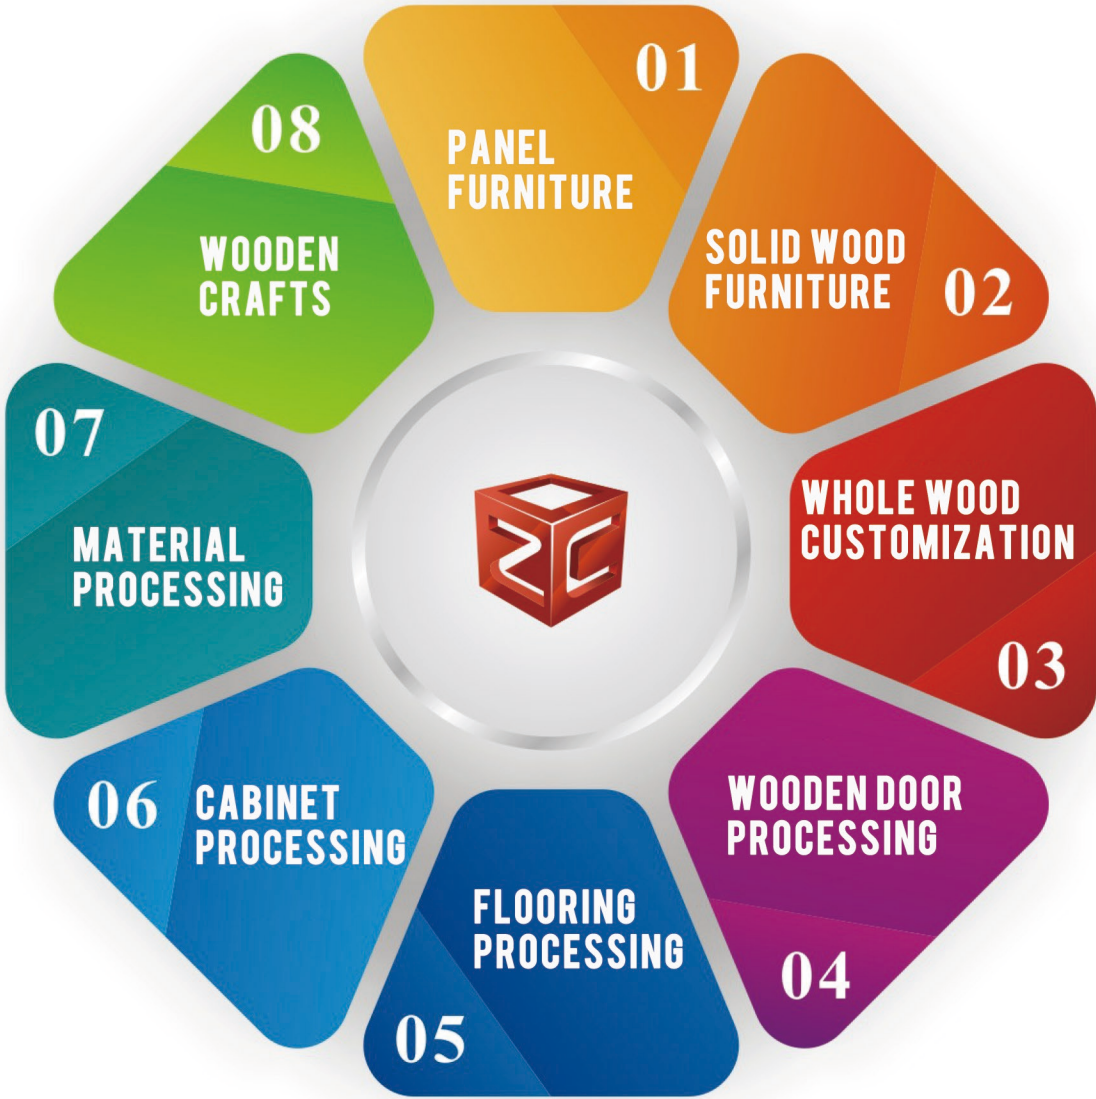 01
PANEL
FURNITURE
SOLID WOOD
FURNITURE
02
WHOLE WOOD
CUSTOMIZATION
03
WOODEN DOOR
PROCESSING
04
FLOORING
PROCESSING
05
06
CABINET
PROCESSING
07
MATERIAL
PROCESSING
08
WOODEN
CRAFTS
ZC